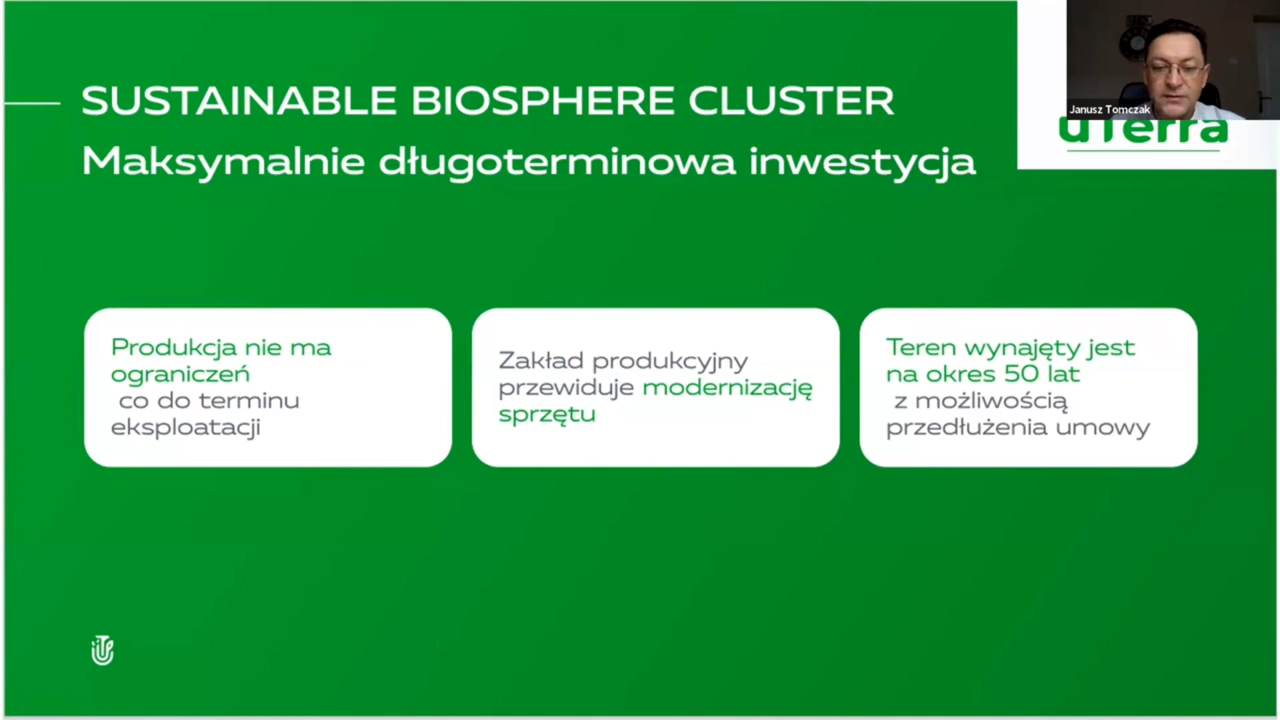 SUSTAINABLE BIOSPHERE CLUSTER
Maksymalnie długoterminowa inwestycja
Janusz Tomczak
uTerra
Produkcja nie ma
ograniczeń
co do terminu
eksploatacji
Zakład produkcyjny
przewiduje modernizację
sprzętu
Teren wynajęty jest
na okres 50 lat
z możliwością
przedłużenia umowy